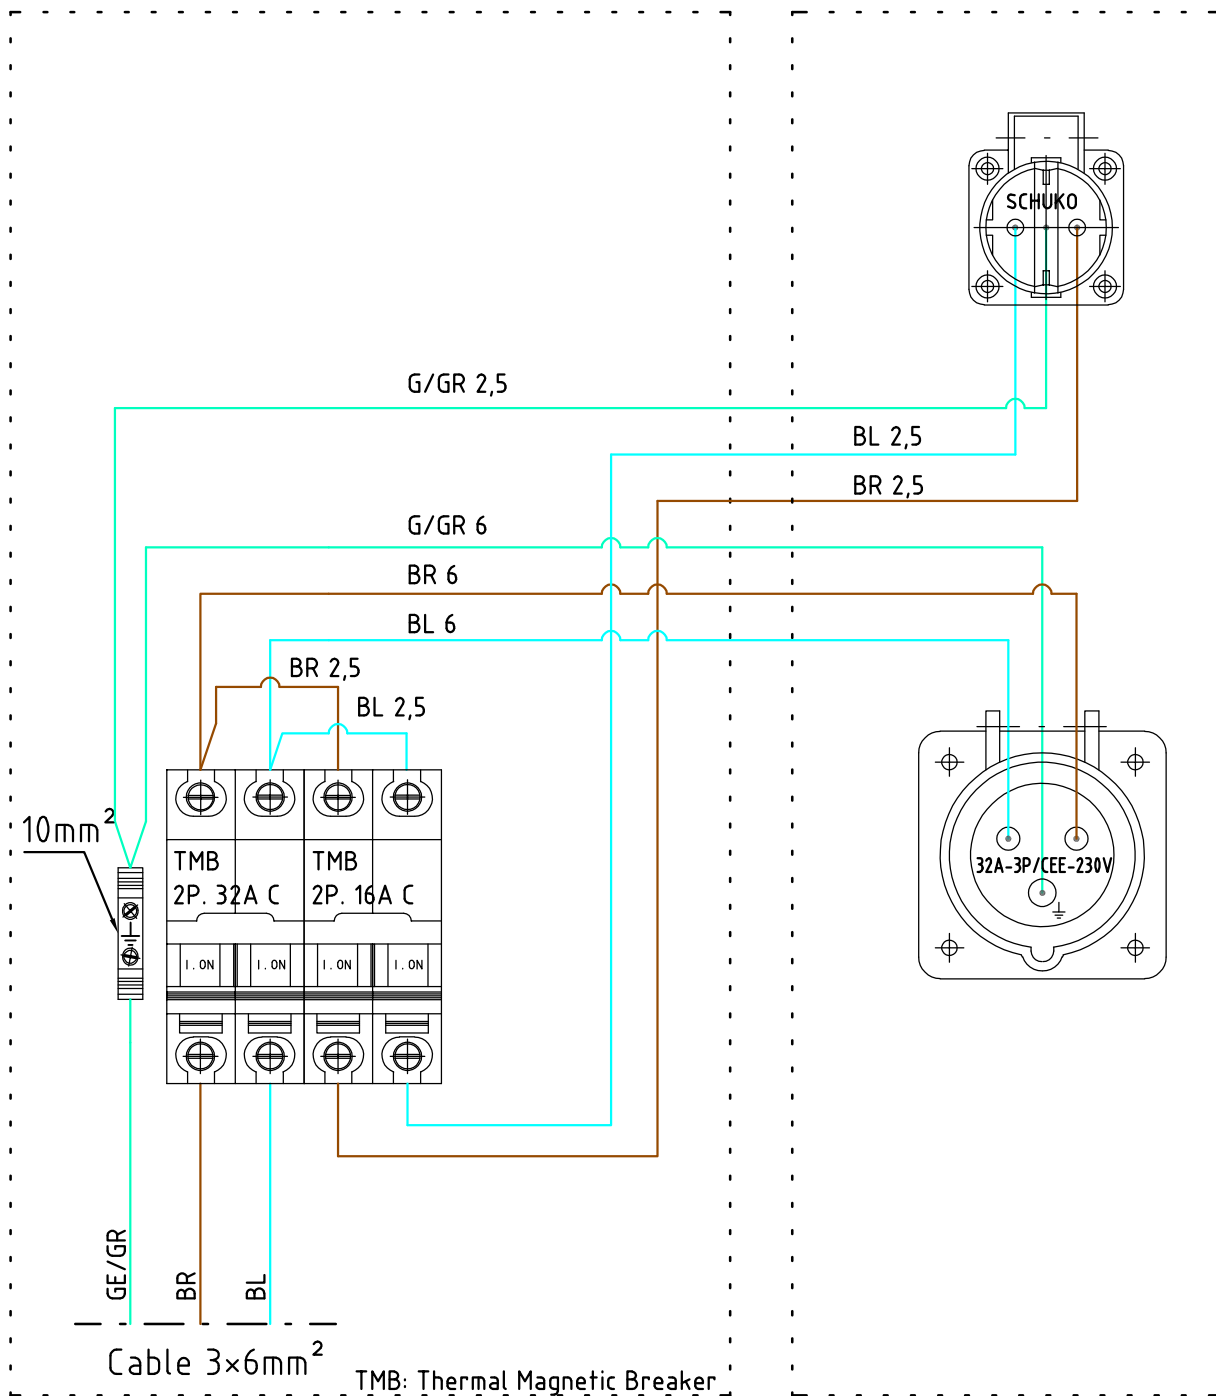 SCHUKO
G/GR 2,5
BL 2,5
BR 2,5
G/GR 6
BR 6
BL 6
BR 2,5
BL 2,5
10mm²
TMB
2P. 32A C
TMB
2P. 16A C
32A-3P/CEE-230V
I. ON
I. ON
I. ON
I. ON
GE/GR
BR
BL
Cable 3x6mm²
TMB: Thermal Magnetic Breaker